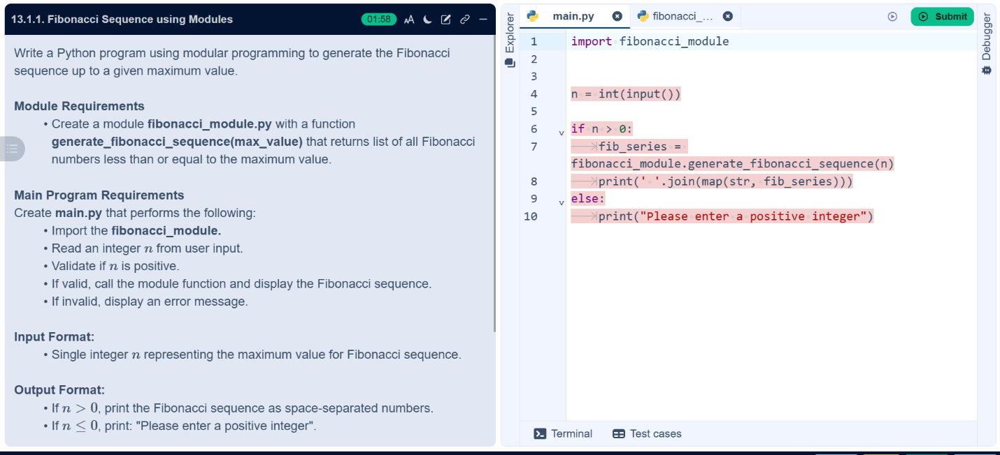 13.1.1. Fibonacci Sequence using Modules
01:58
AA
Write a Python program using modular programming to generate the Fibonacci
sequence up to a given maximum value.
Module Requirements
• Create a module fibonacci_module.py with a function
generate_fibonacci_sequence(max_value) that returns list of all Fibonacci
numbers less than or equal to the maximum value.
Main Program Requirements
Create main.py that performs the following:
• Import the fibonacci_module.
• Read an integer n from user input.
• Validate if n is positive.
• If valid, call the module function and display the Fibonacci sequence.
• If invalid, display an error message.
Input Format:
• Single integer n representing the maximum value for Fibonacci sequence.
Output Format:
• If n > 0, print the Fibonacci sequence as space-separated numbers.
• If n ≤ 0, print: "Please enter a positive integer".
Explorer
main.py
fibonacci_...
Submit
Debugger
1 import fibonacci_module
2
3
4 n = int(input())
5
6 if n > 0:
7 fib_series =
fibonacci_module.generate_fibonacci_sequence(n)
8 print(' '.join(map(str, fib_series)))
9 else:
10 print("Please enter a positive integer")
Terminal
Test cases